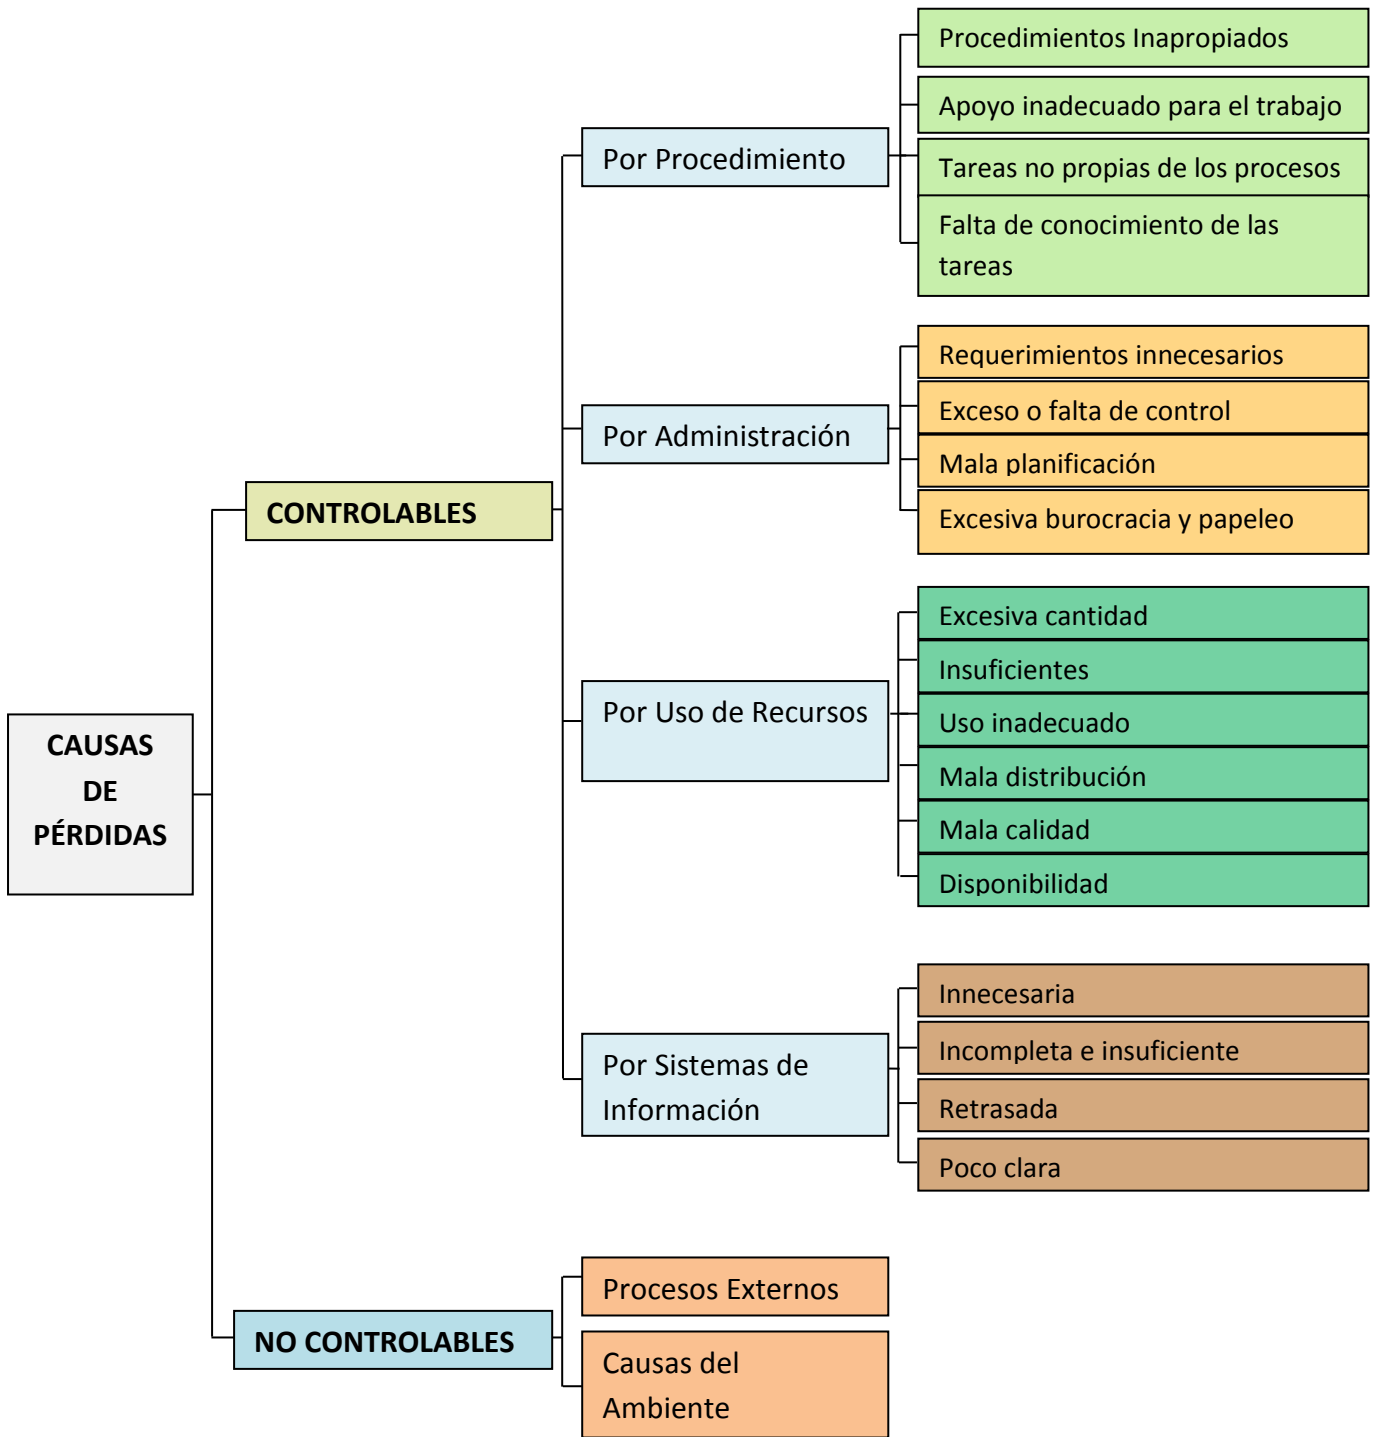 CAUSAS
DE
PÉRDIDAS
CONTROLABLES
Por Procedimiento
Procedimientos Inapropiados
Apoyo inadecuado para el trabajo
Tareas no propias de los procesos
Falta de conocimiento de las
tareas
Por Administración
Requerimientos innecesarios
Exceso o falta de control
Mala planificación
Excesiva burocracia y papeleo
Por Uso de Recursos
Excesiva cantidad
Insuficientes
Uso inadecuado
Mala distribución
Mala calidad
Disponibilidad
Por Sistemas de
Información
Innecesaria
Incompleta e insuficiente
Retrasada
Poco clara
NO CONTROLABLES
Procesos Externos
Causas del
Ambiente